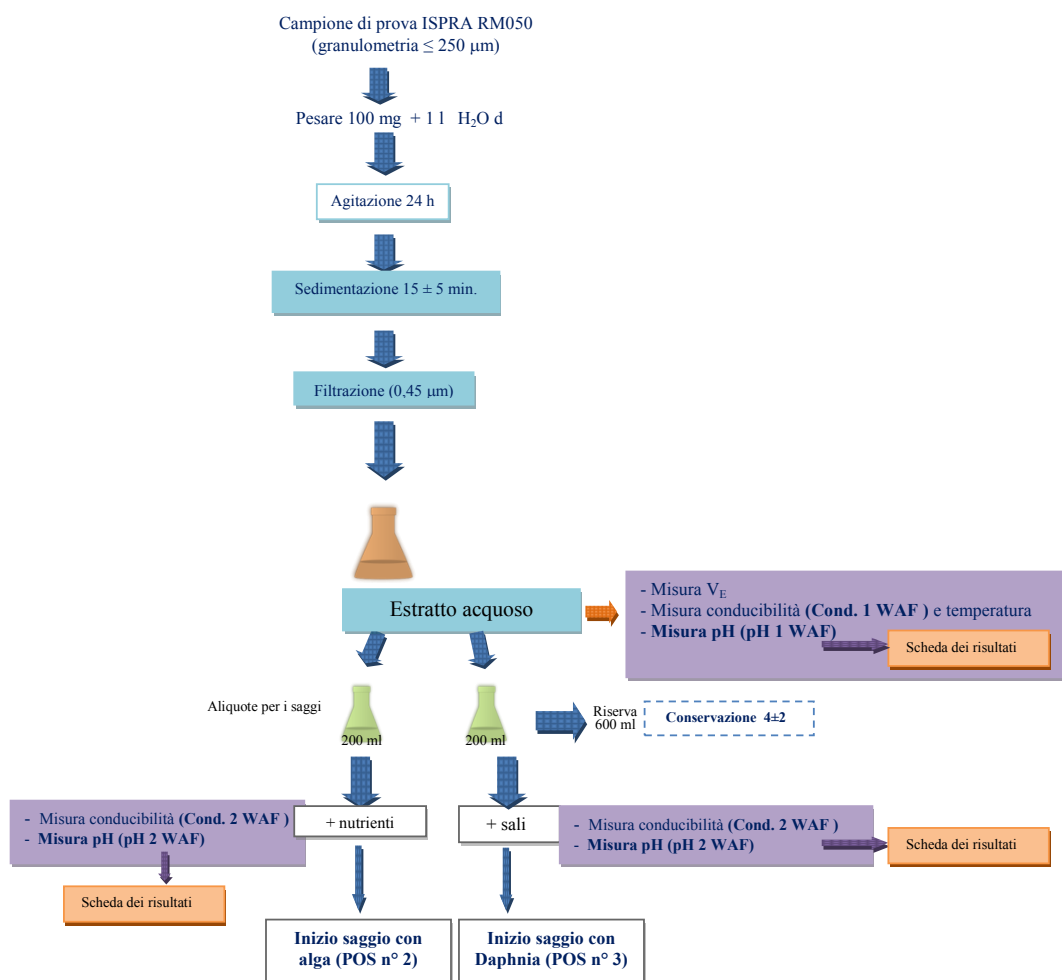 Campione di prova ISPRA RM050
(granulometria ≤ 250 μm)
Pesare 100 mg + 1 l H₂O d
Agitazione 24 h
Sedimentazione 15 ± 5 min.
Filtrazione (0,45 μm)
Estratto acquoso
- Misura V_E
- Misura conducibilità (Cond. 1 WAF ) e temperatura
- Misura pH (pH 1 WAF)
Scheda dei risultati
Aliquote per i saggi
200 ml
200 ml
Riserva
600 ml
Conservazione 4±2
- Misura conducibilità (Cond. 2 WAF )
- Misura pH (pH 2 WAF)
+ nutrienti
+ sali
- Misura conducibilità (Cond. 2 WAF )
- Misura pH (pH 2 WAF)
Scheda dei risultati
Scheda dei risultati
Inizio saggio con
alga (POS n° 2)
Inizio saggio con
Daphnia (POS n° 3)